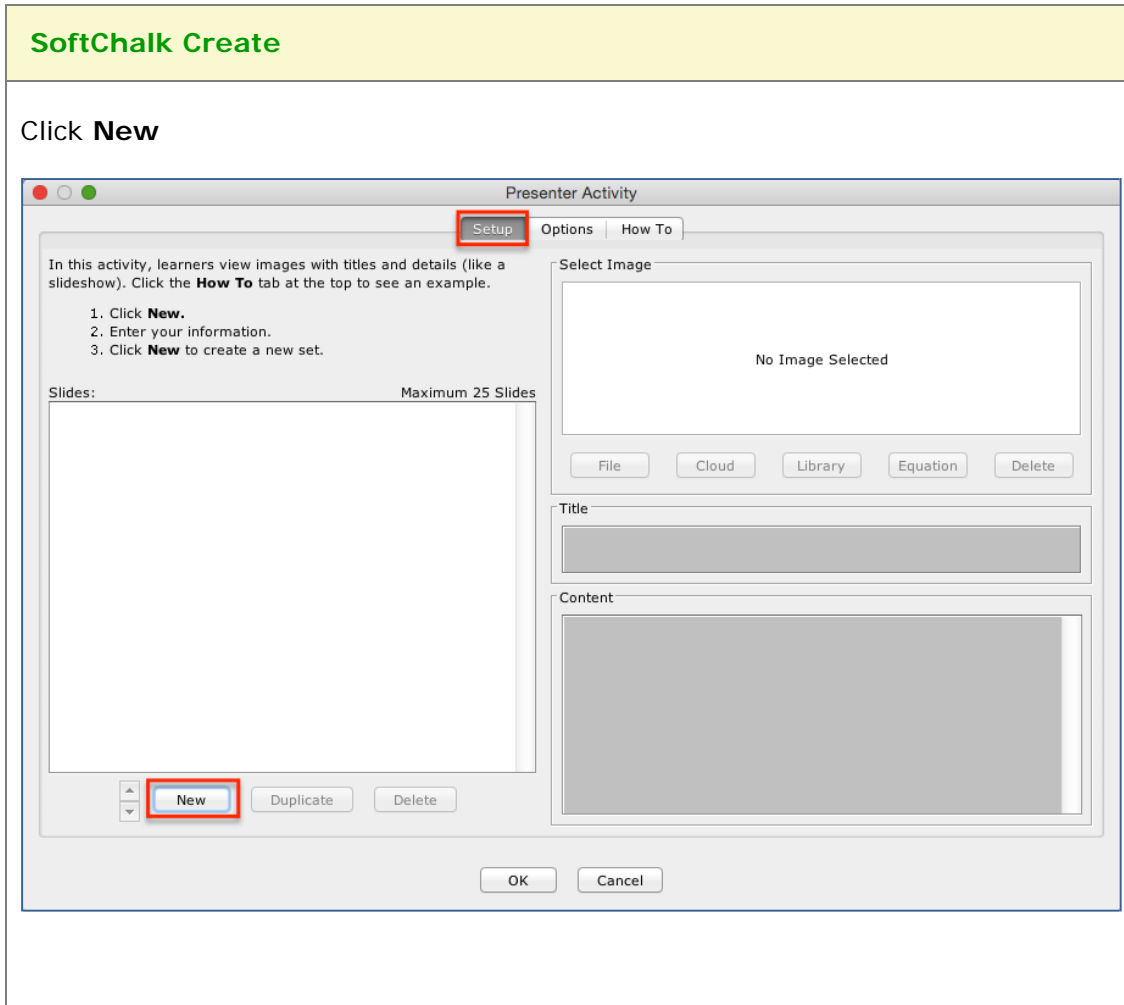 SoftChalk Create
Click New
Presenter Activity
Setup Options How To
In this activity, learners view images with titles and details (like a
slideshow). Click the How To tab at the top to see an example.
1. Click New.
2. Enter your information.
3. Click New to create a new set.
Slides: Maximum 25 Slides
New Duplicate Delete
Select Image
No Image Selected
File Cloud Library Equation Delete
Title
Content
OK Cancel